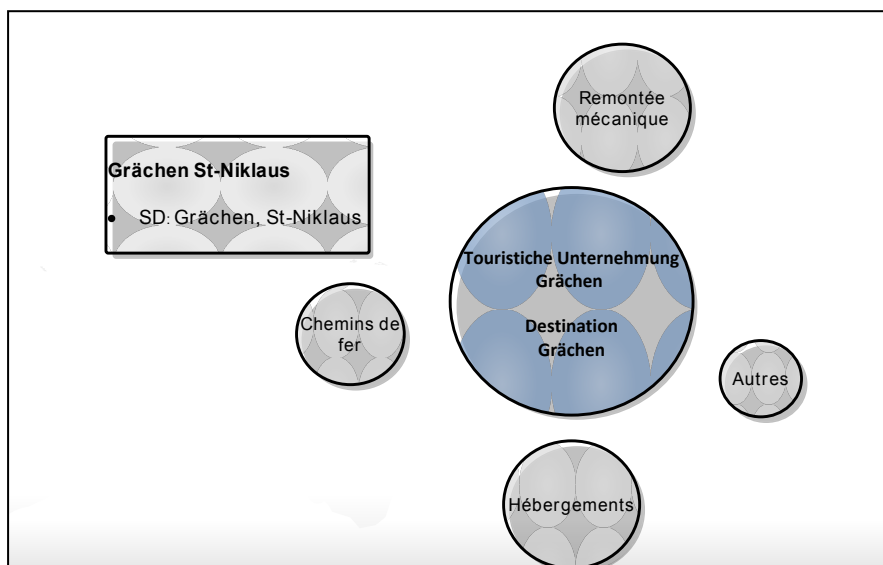 Remontée
mécanique
Grächen St-Niklaus
• SD: Grächen, St-Niklaus
Touristiche Unternehmung
Grächen
Destination
Grächen
Chemins de
fer
Autres
Hébergements